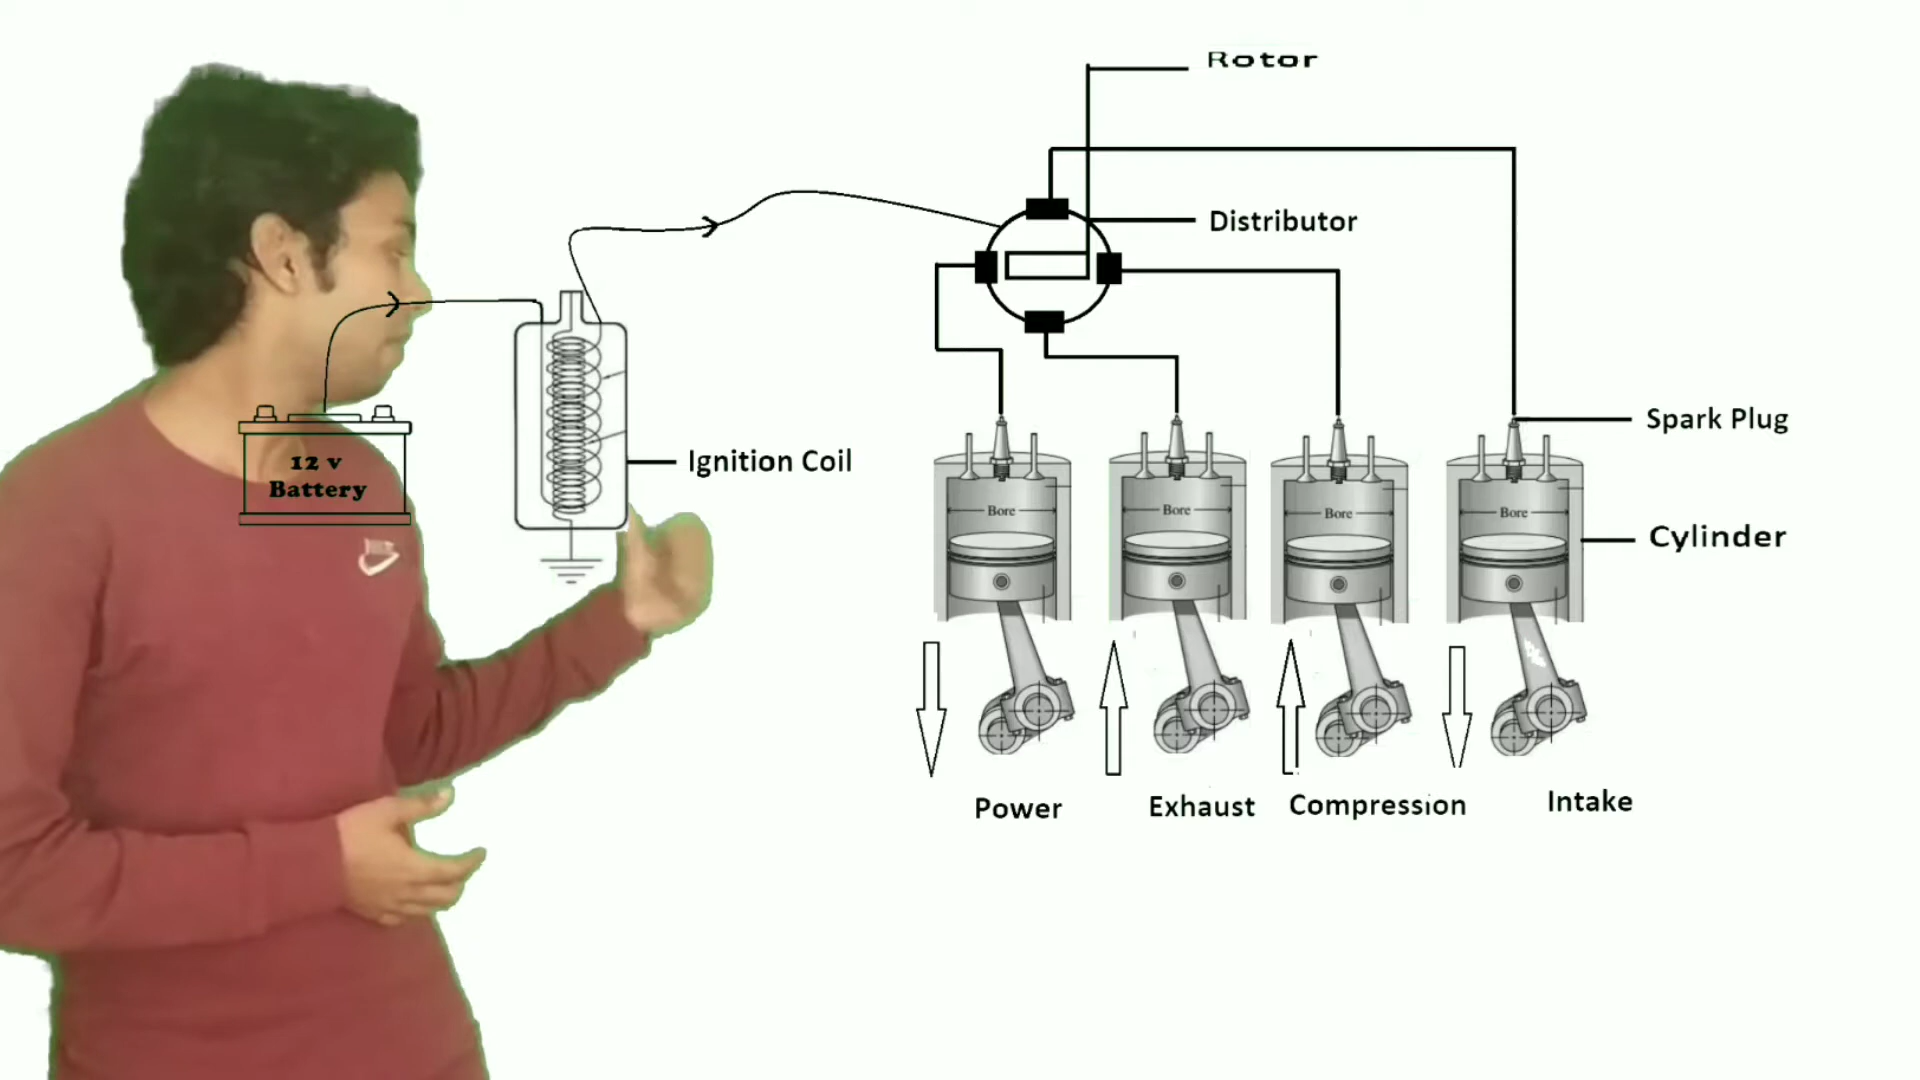 Rotor
Distributor
Spark Plug
12 v
Battery
Ignition Coil
Bore
Bore
Bore
Bore
Cylinder
Power
Exhaust
Compression
Intake